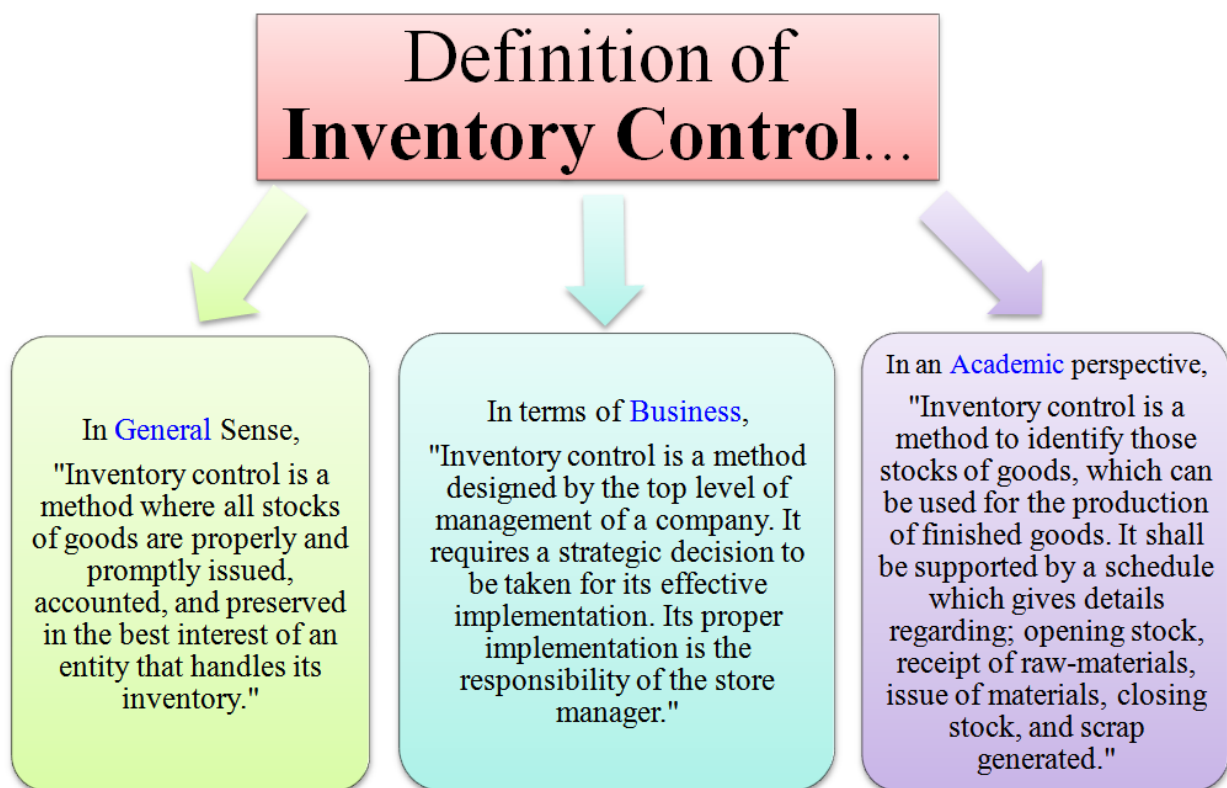 Definition of
Inventory Control...
In General Sense,
"Inventory control is a
method where all stocks
of goods are properly and
promptly issued,
accounted, and preserved
in the best interest of an
entity that handles its
inventory."
In terms of Business,
"Inventory control is a method
designed by the top level of
management of a company. It
requires a strategic decision to
be taken for its effective
implementation. Its proper
implementation is the
responsibility of the store
manager."
In an Academic perspective,
"Inventory control is a
method to identify those
stocks of goods, which can
be used for the production
of finished goods. It shall
be supported by a schedule
which gives details
regarding; opening stock,
receipt of raw-materials,
issue of materials, closing
stock, and scrap
generated."